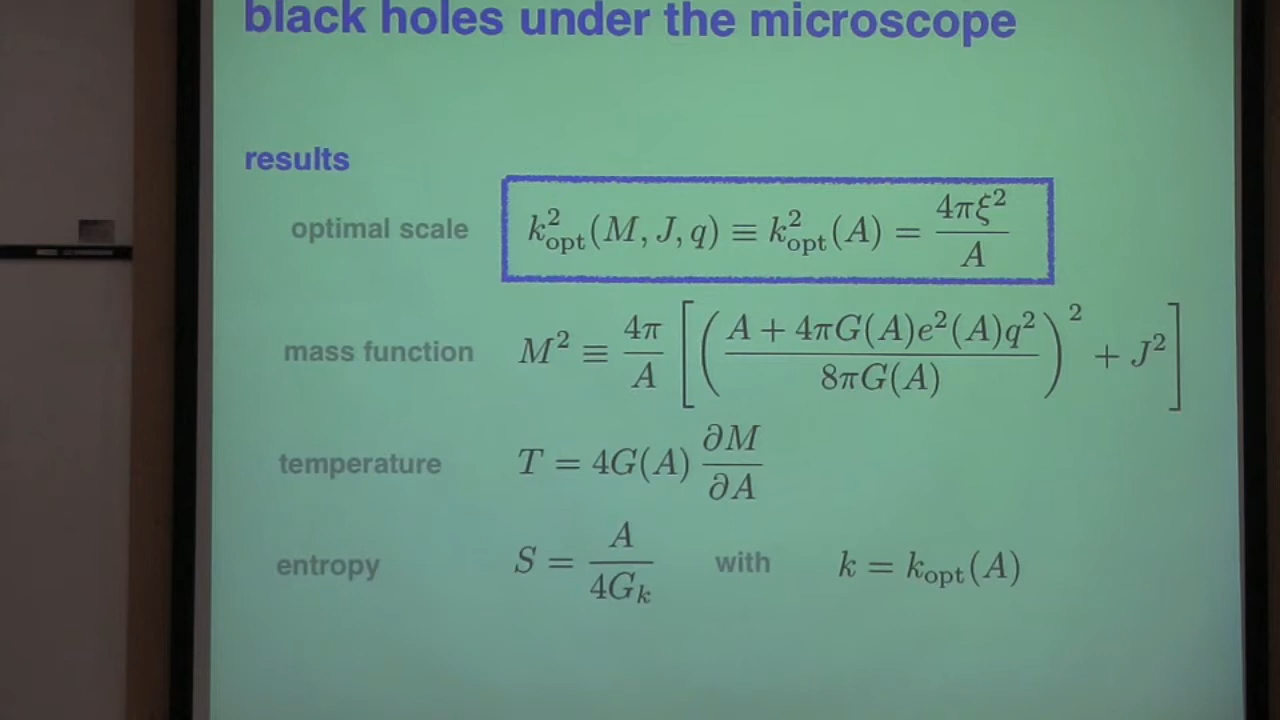 black holes under the microscope
results
optimal scale k²_opt(M, J, q) ≡ k²_opt(A) = 4πξ²/A
mass function M² ≡ 4π/A [((A + 4πG(A)e²(A)q²)/(8πG(A)))² + J²]
temperature T = 4G(A) ∂M/∂A
entropy S = A/4G_k with k = k_opt(A)